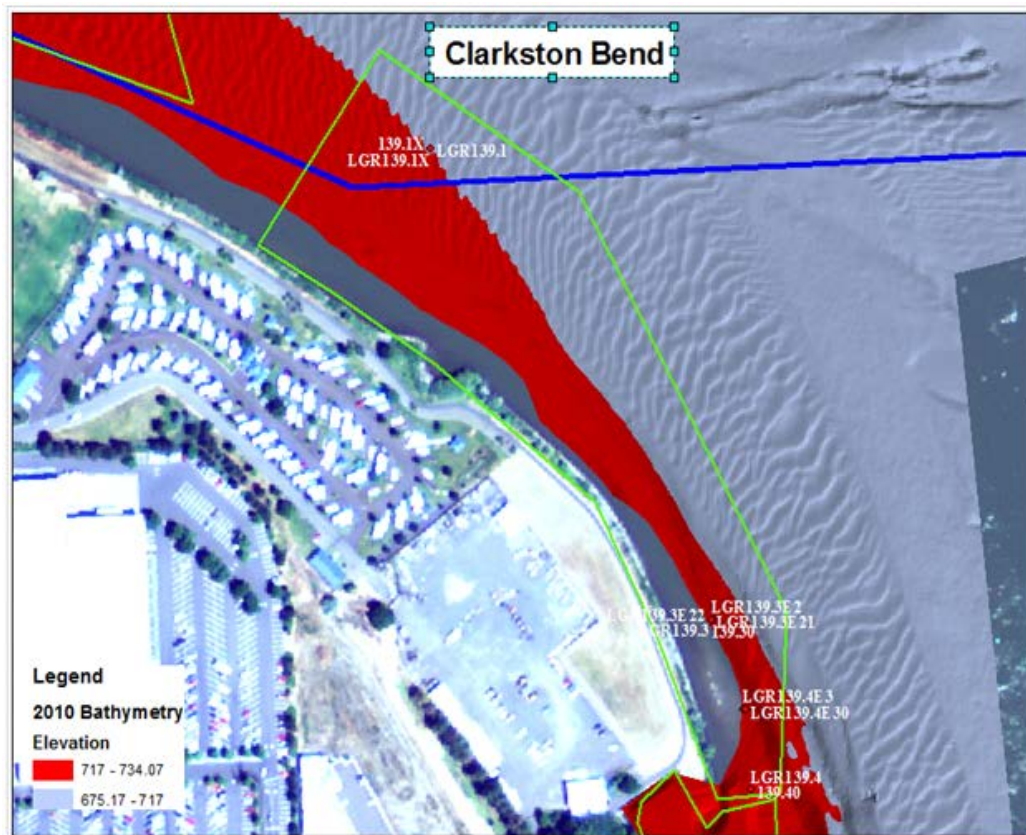 Clarkston Bend
139.1X
LGR139.1X
LGR139.1
LGR139.3E 22
LGR139.3E 2
LGR139.3E 21
LGR139.3
139.30
LGR139.4E 3
LGR139.4E 30
LGR139.4
139.40
Legend
2010 Bathymetry
Elevation
717 - 734.07
675.17 - 717